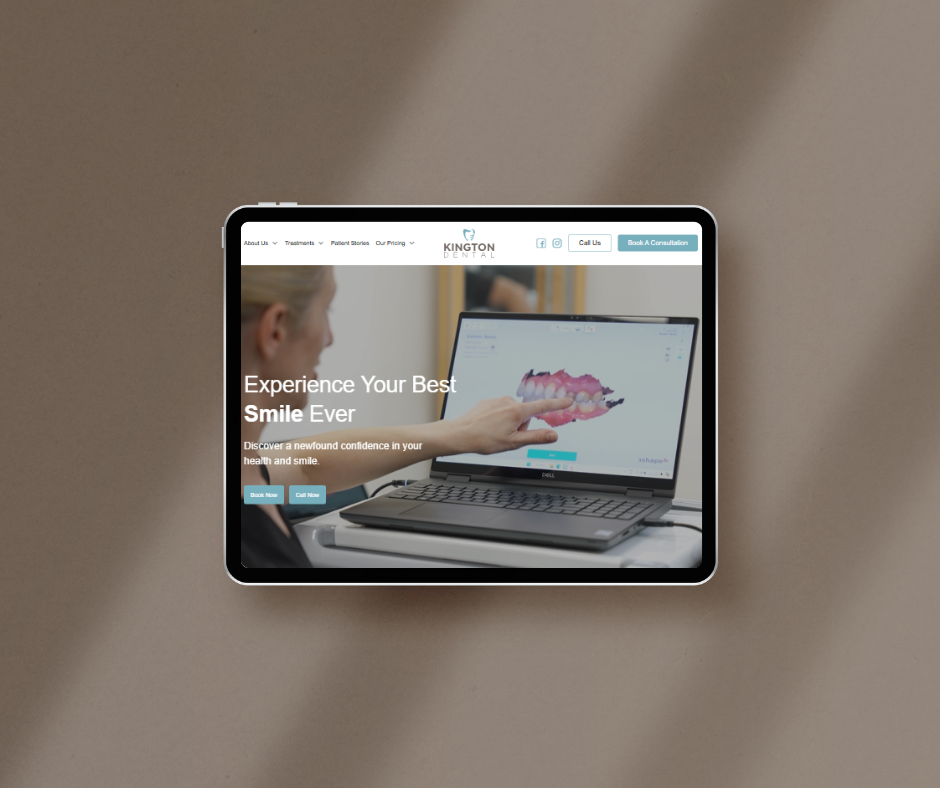 About Us
Treatments
Patient Stories
Our Pricing
KINGTON
DENTAL
Call Us
Book A Consultation
Experience Your Best
Smile Ever
Discover a newfound confidence in your
health and smile.
Book Now
Call Now
DELL